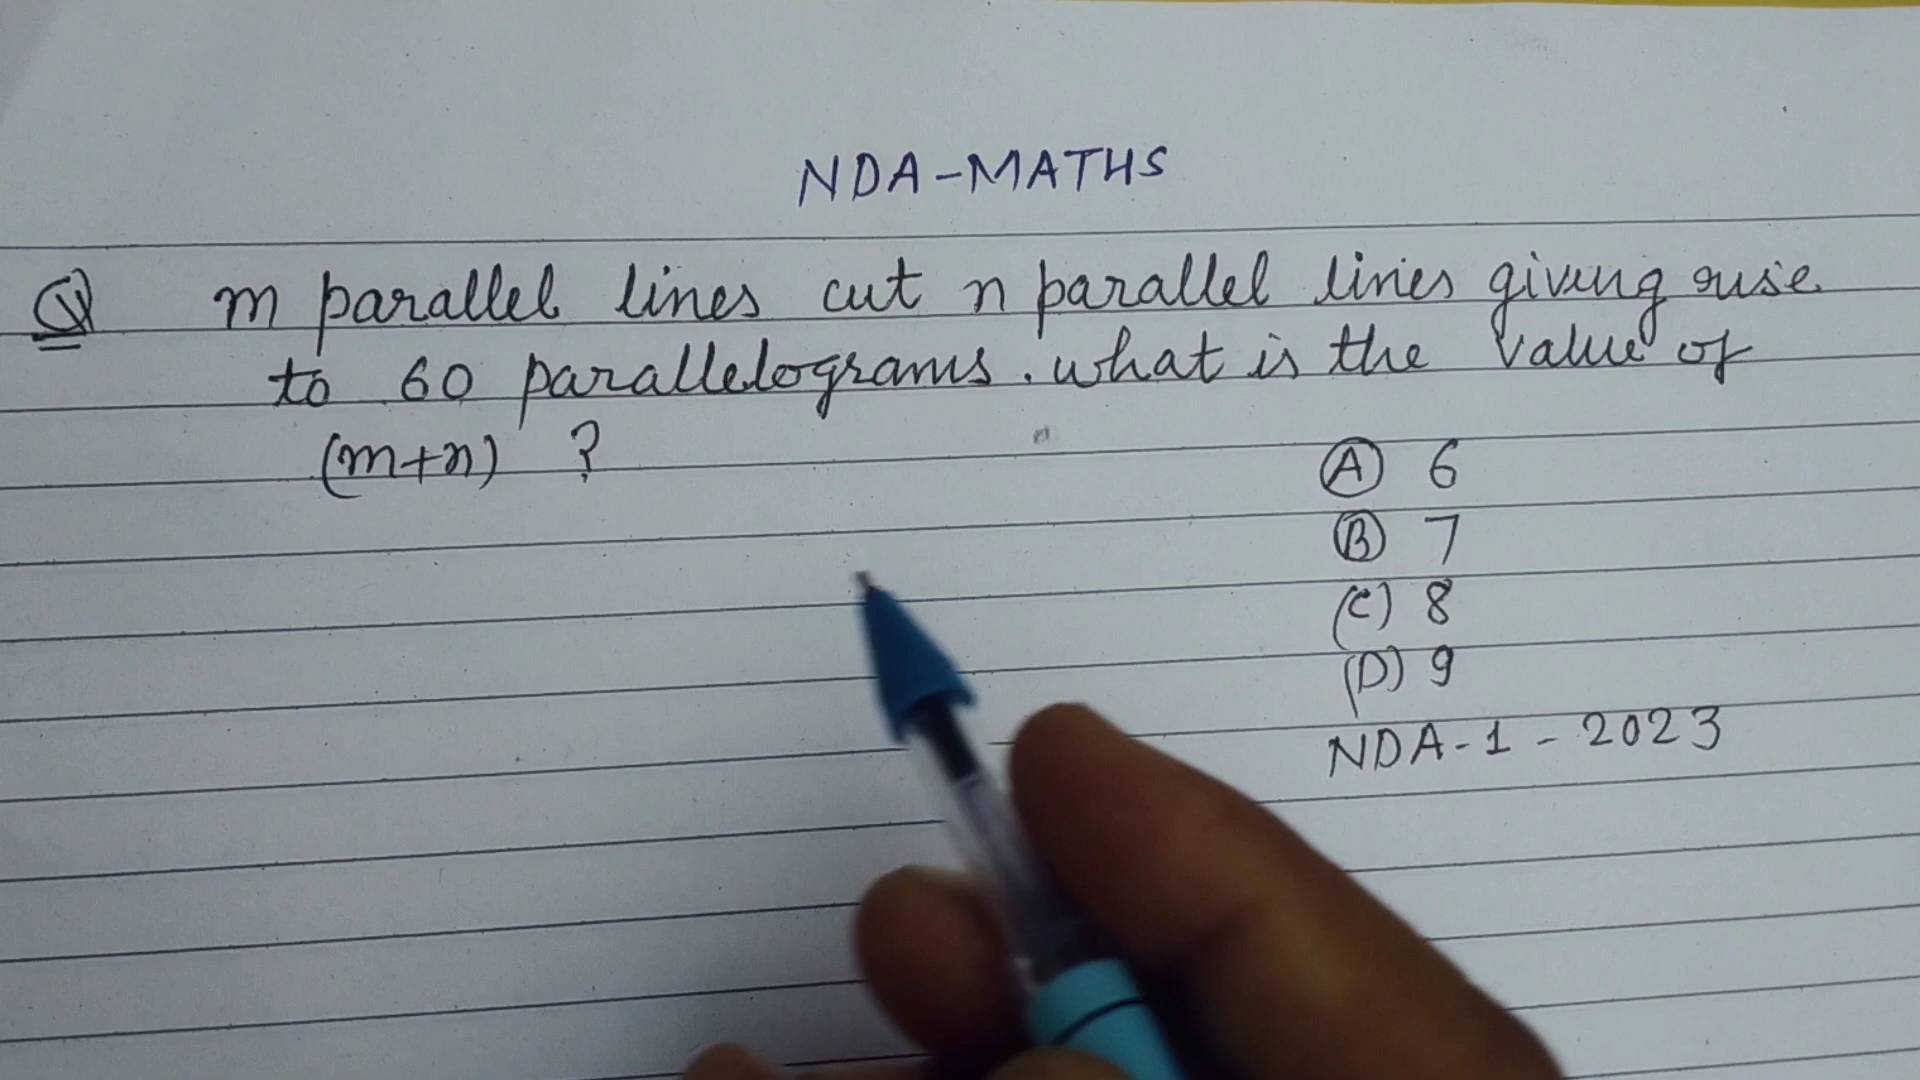 NDA-MATHS
Q m parallel lines cut n parallel lines giving rise
to 60 parallelograms. what is the value of
(m+n) ?
(A) 6
(B) 7
(C) 8
(D) 9
NDA-1-2023